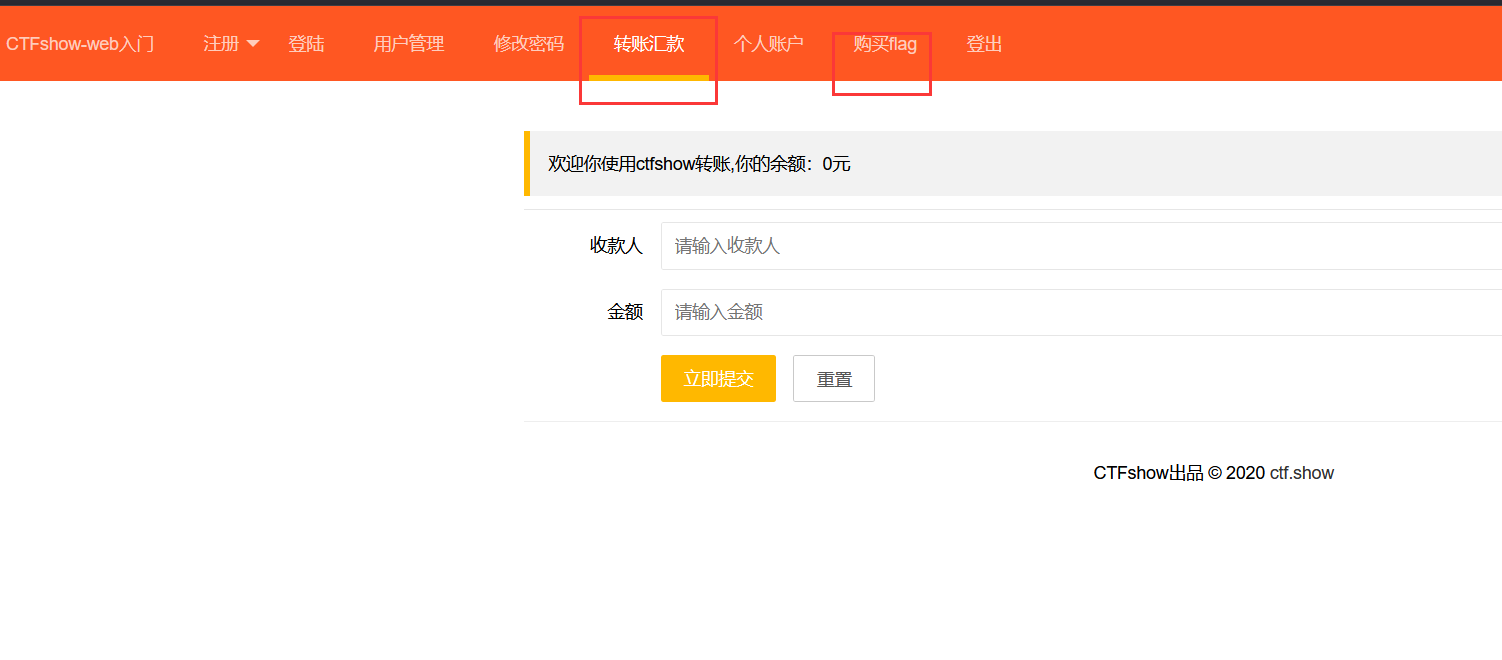 CTFshow-web入门 注册 登陆 用户管理 修改密码 转账汇款 个人账户 购买flag 登出
欢迎你使用ctfshow转账,你的余额：0元
收款人 请输入收款人
金额 请输入金额
立即提交 重置
CTFshow出品 © 2020 ctf.show